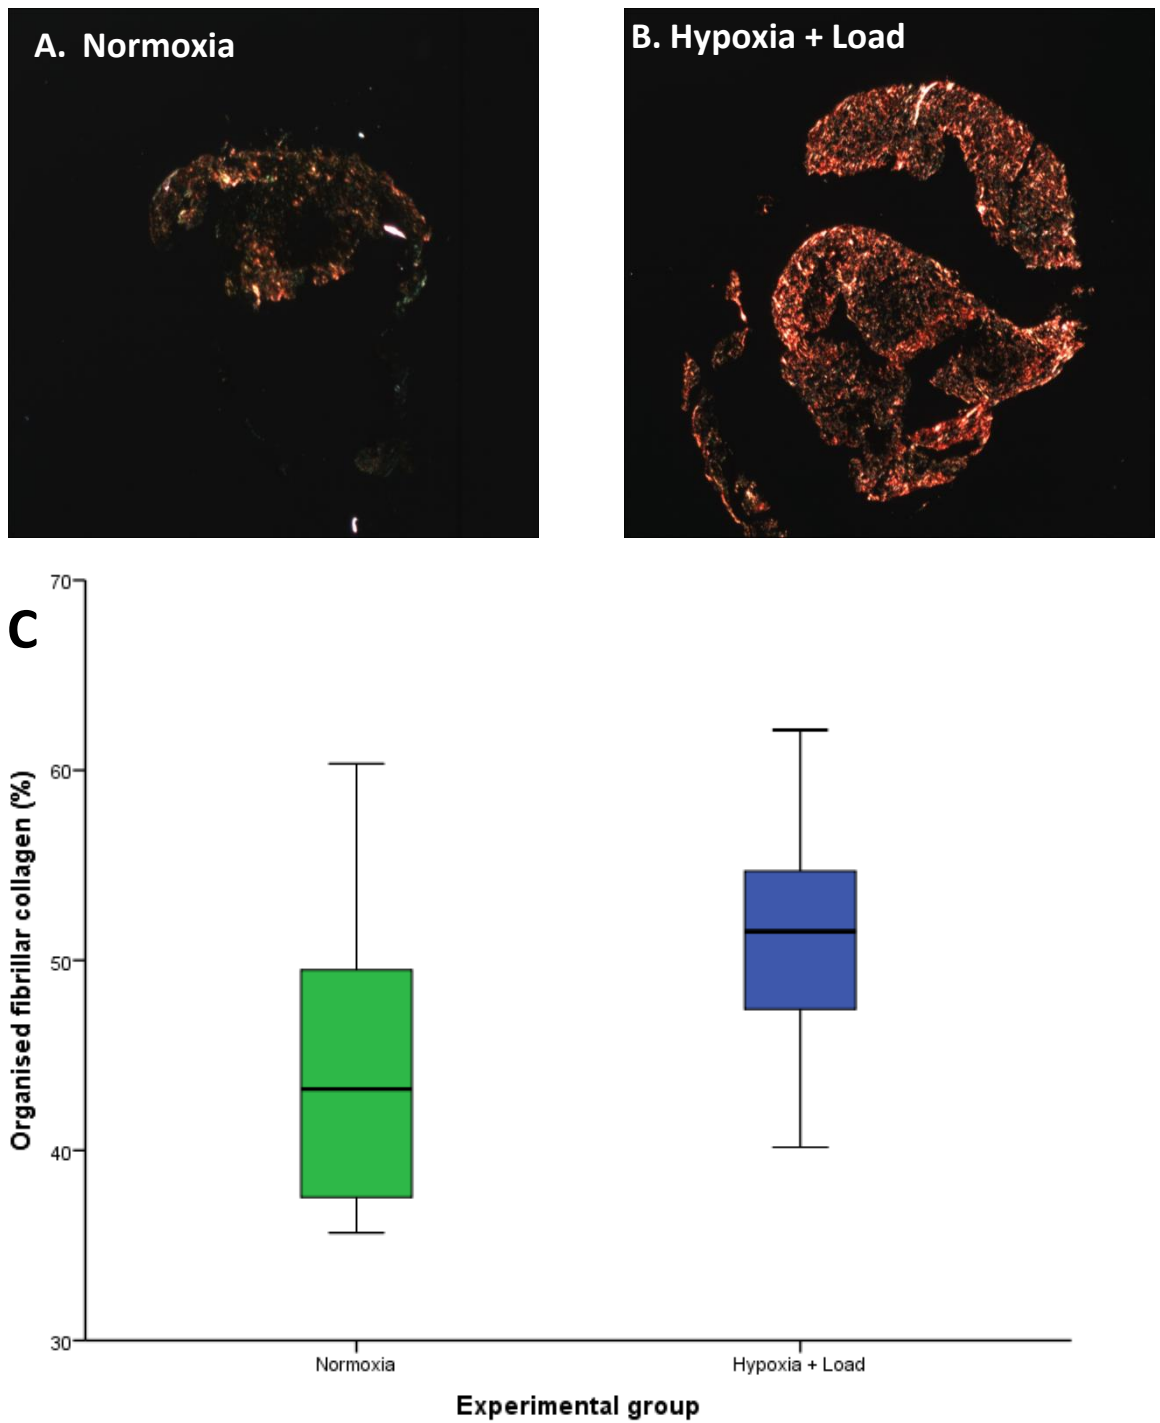 A. Normoxia
B. Hypoxia + Load
C
70
60
50
40
30
Organised fibrillar collagen (%)
Normoxia
Hypoxia + Load
Experimental group